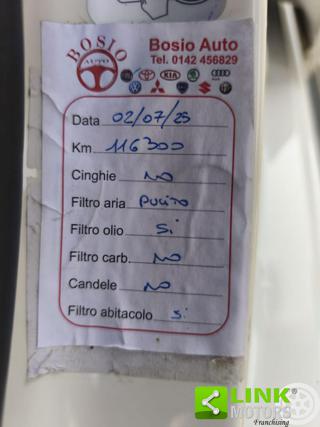 BOSIO
AUTO
Bosio Auto
Tel. 0142 456829
KIA
Data 02/07/25
Km. 116300
Cinghie NO
Filtro aria PULITO
Filtro olio Si
Filtro carb. NO
Candele NO
Filtro abitacolo Si
LINK
MOTORS
Franchising